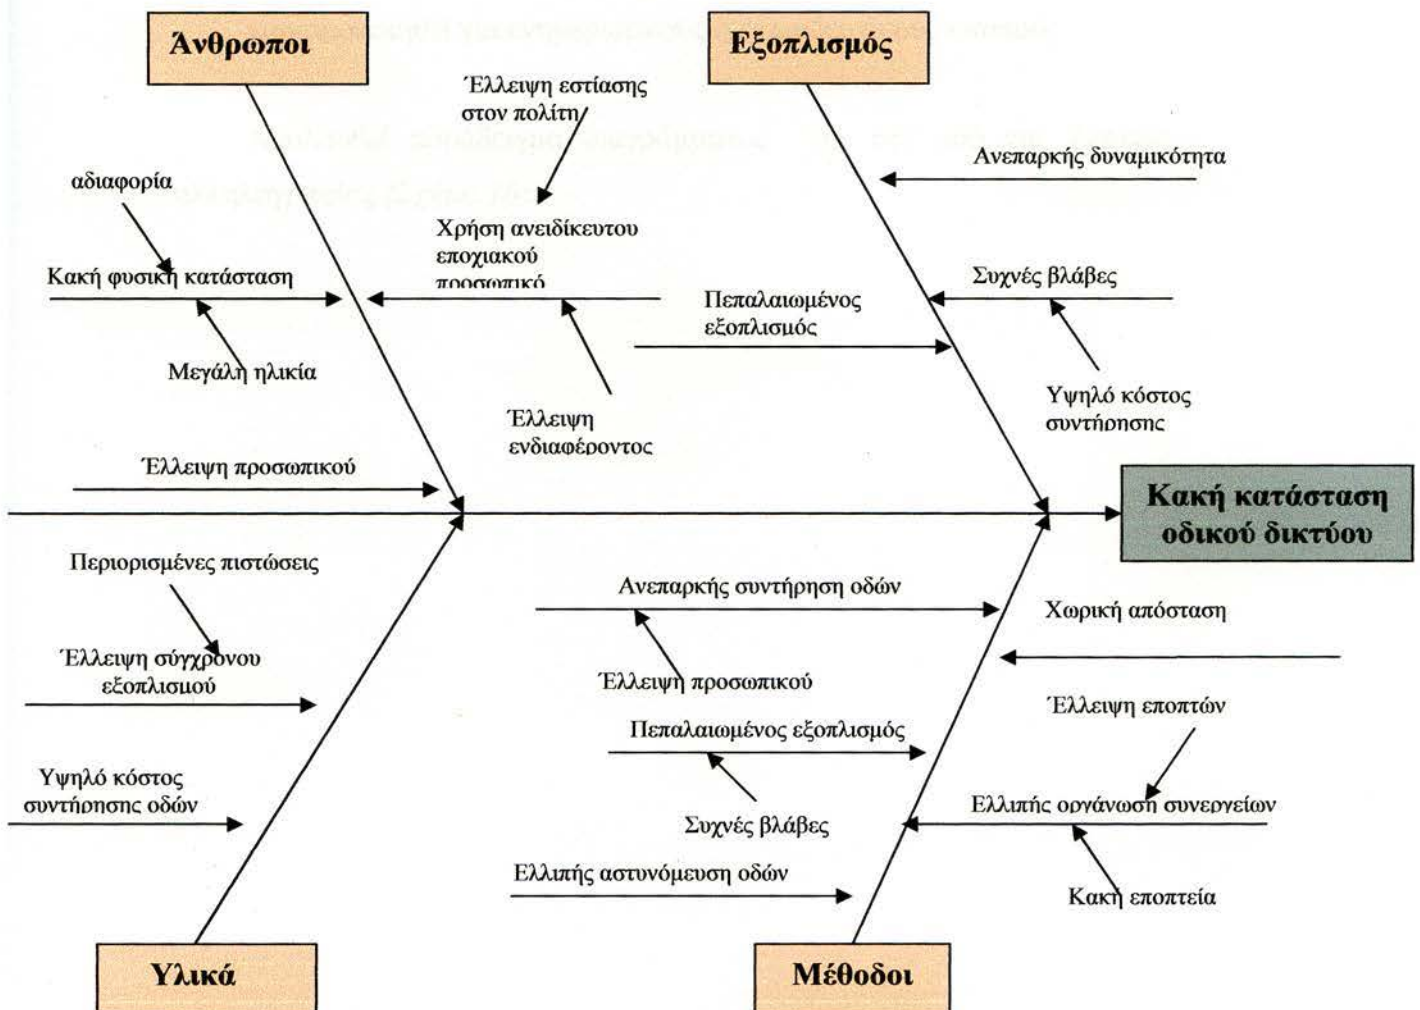 Άνθρωποι
Εξοπλισμός
Έλλειψη εστίασης
στον πολίτη
Ανεπαρκής δυναμικότητα
αδιαφορία
Χρήση ανειδίκευτου
εποχιακού
προσωπικό
Κακή φυσική κατάσταση
Συχνές βλάβες
Πεπαλαιωμένος
εξοπλισμός
Μεγάλη ηλικία
Υψηλό κόστος
συντήρησης
Έλλειψη
ενδιαφέροντος
Έλλειψη προσωπικού
Κακή κατάσταση
οδικού δικτύου
Περιορισμένες πιστώσεις
Ανεπαρκής συντήρηση οδών
Χωρική απόσταση
Έλλειψη σύγχρονου
εξοπλισμού
Έλλειψη προσωπικού
Έλλειψη εποπτών
Πεπαλαιωμένος εξοπλισμός
Υψηλό κόστος
συντήρησης οδών
Ελλιπής οργάνωση συνεργείων
Συχνές βλάβες
Ελλιπής αστυνόμευση οδών
Κακή εποπτεία
Υλικά
Μέθοδοι